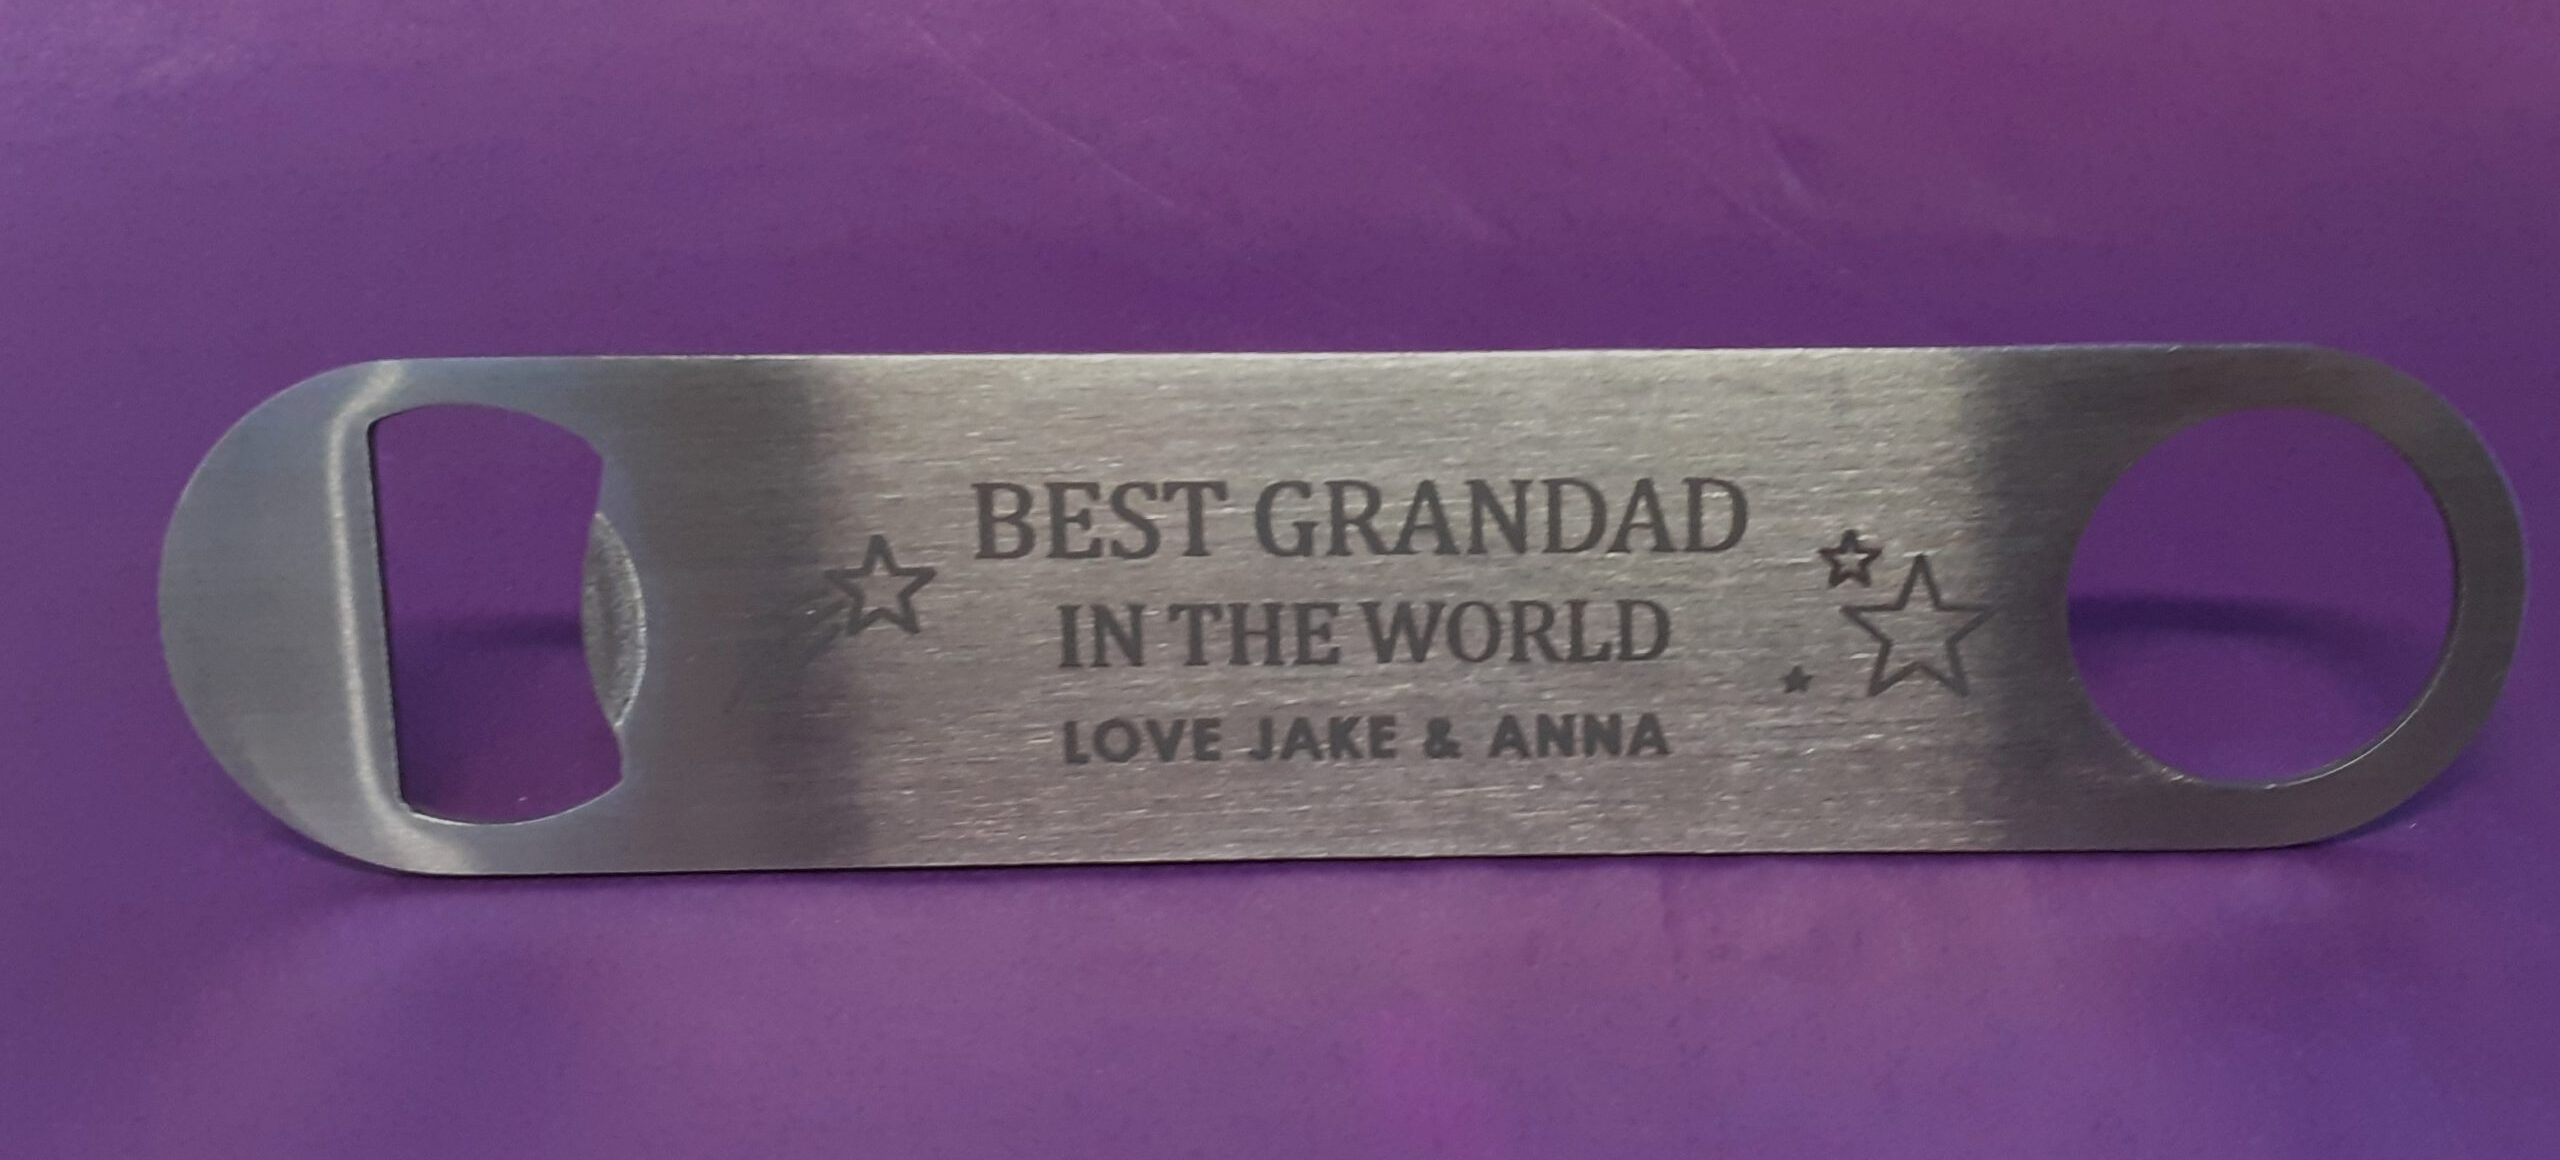 BEST GRANDAD
IN THE WORLD
LOVE JAKE & ANNA